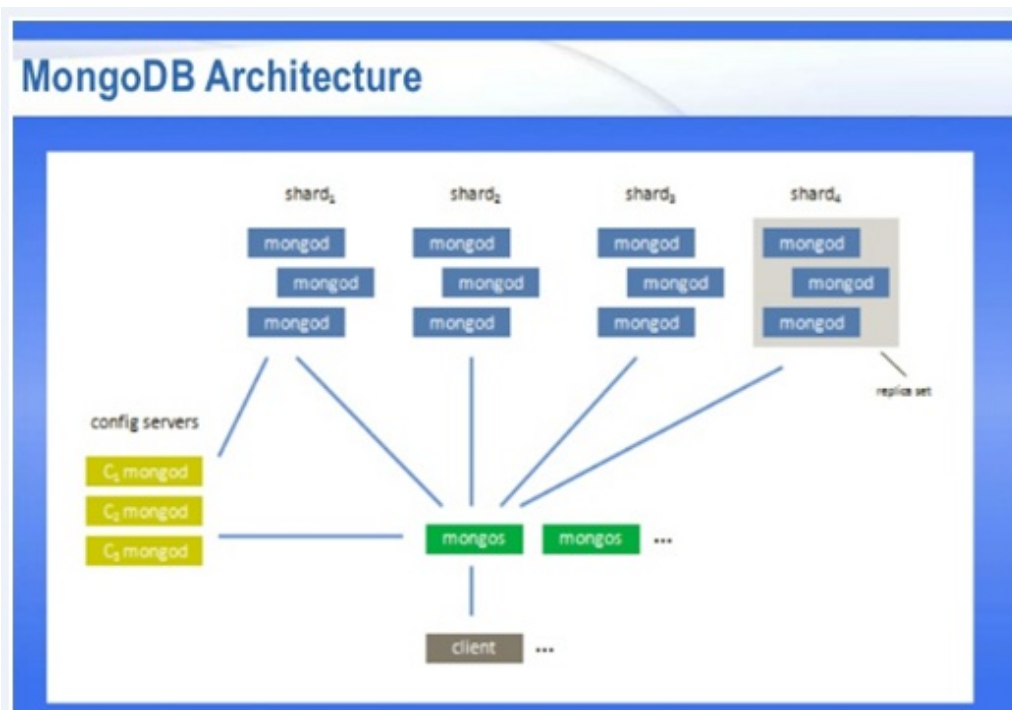 MongoDB Architecture
shard₁ shard₂ shard₃ shard₄
mongod mongod mongod mongod
mongod mongod mongod mongod
mongod mongod mongod mongod
replica set
config servers
C₁ mongod
C₂ mongod
C₃ mongod
mongos mongos ...
client ...